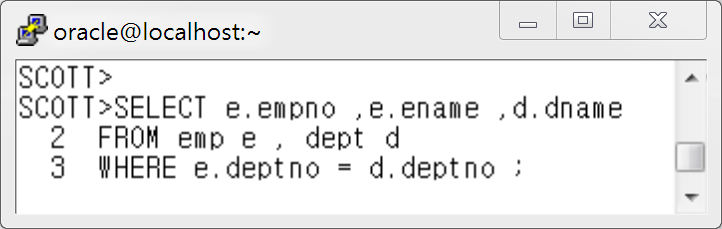 oracle@localhost:~
SCOTT>
SCOTT>SELECT e.empno ,e.ename ,d.dname
  2  FROM emp e , dept d
  3  WHERE e.deptno = d.deptno ;